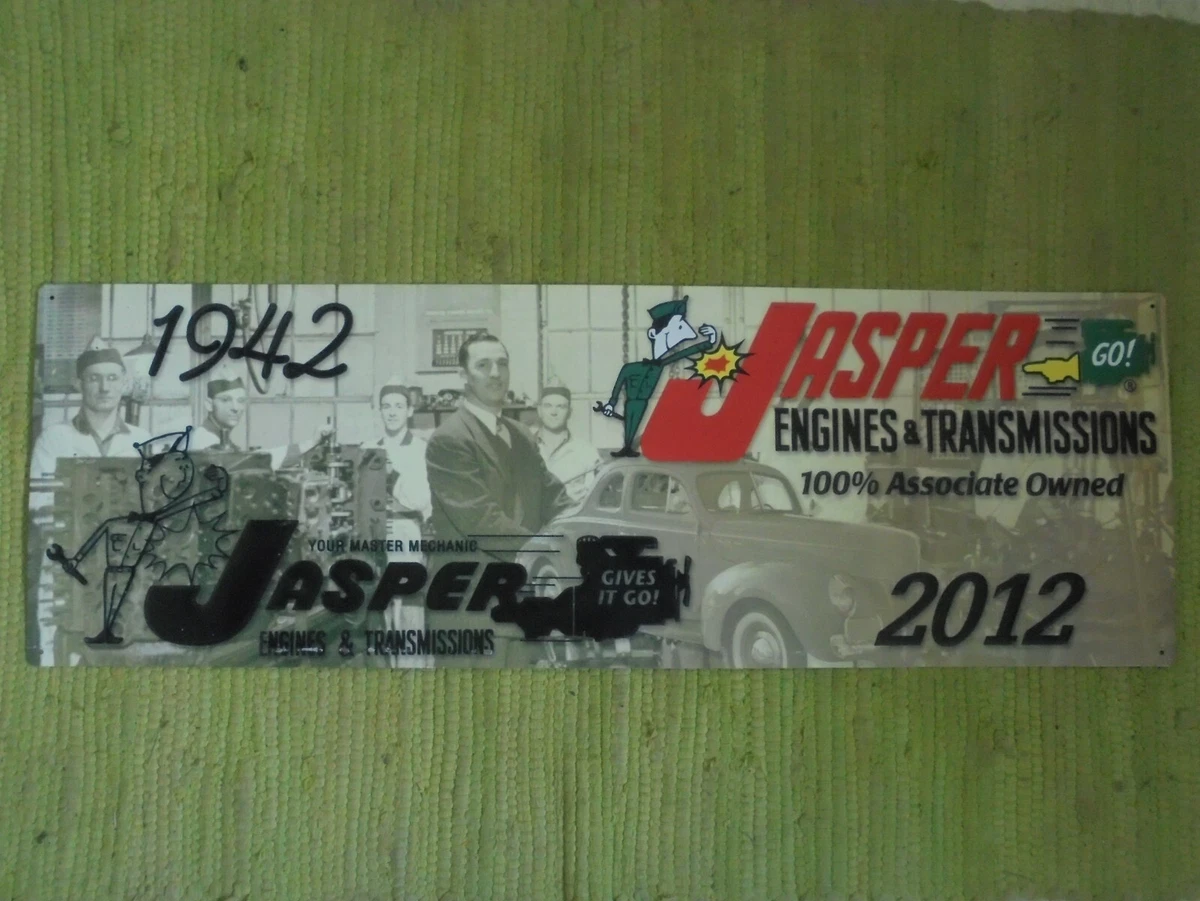 1942
YOUR MASTER MECHANIC
JASPER
GIVES
IT GO!
ENGINES & TRANSMISSIONS
JASPER
GO!
®
ENGINES & TRANSMISSIONS
100% Associate Owned
2012